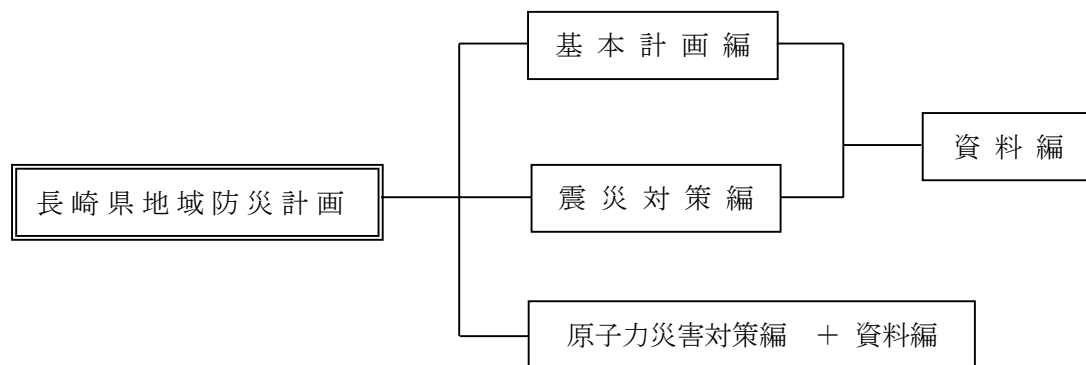 基本計画編
資料編
長崎県地域防災計画
震災対策編
原子力災害対策編 + 資料編